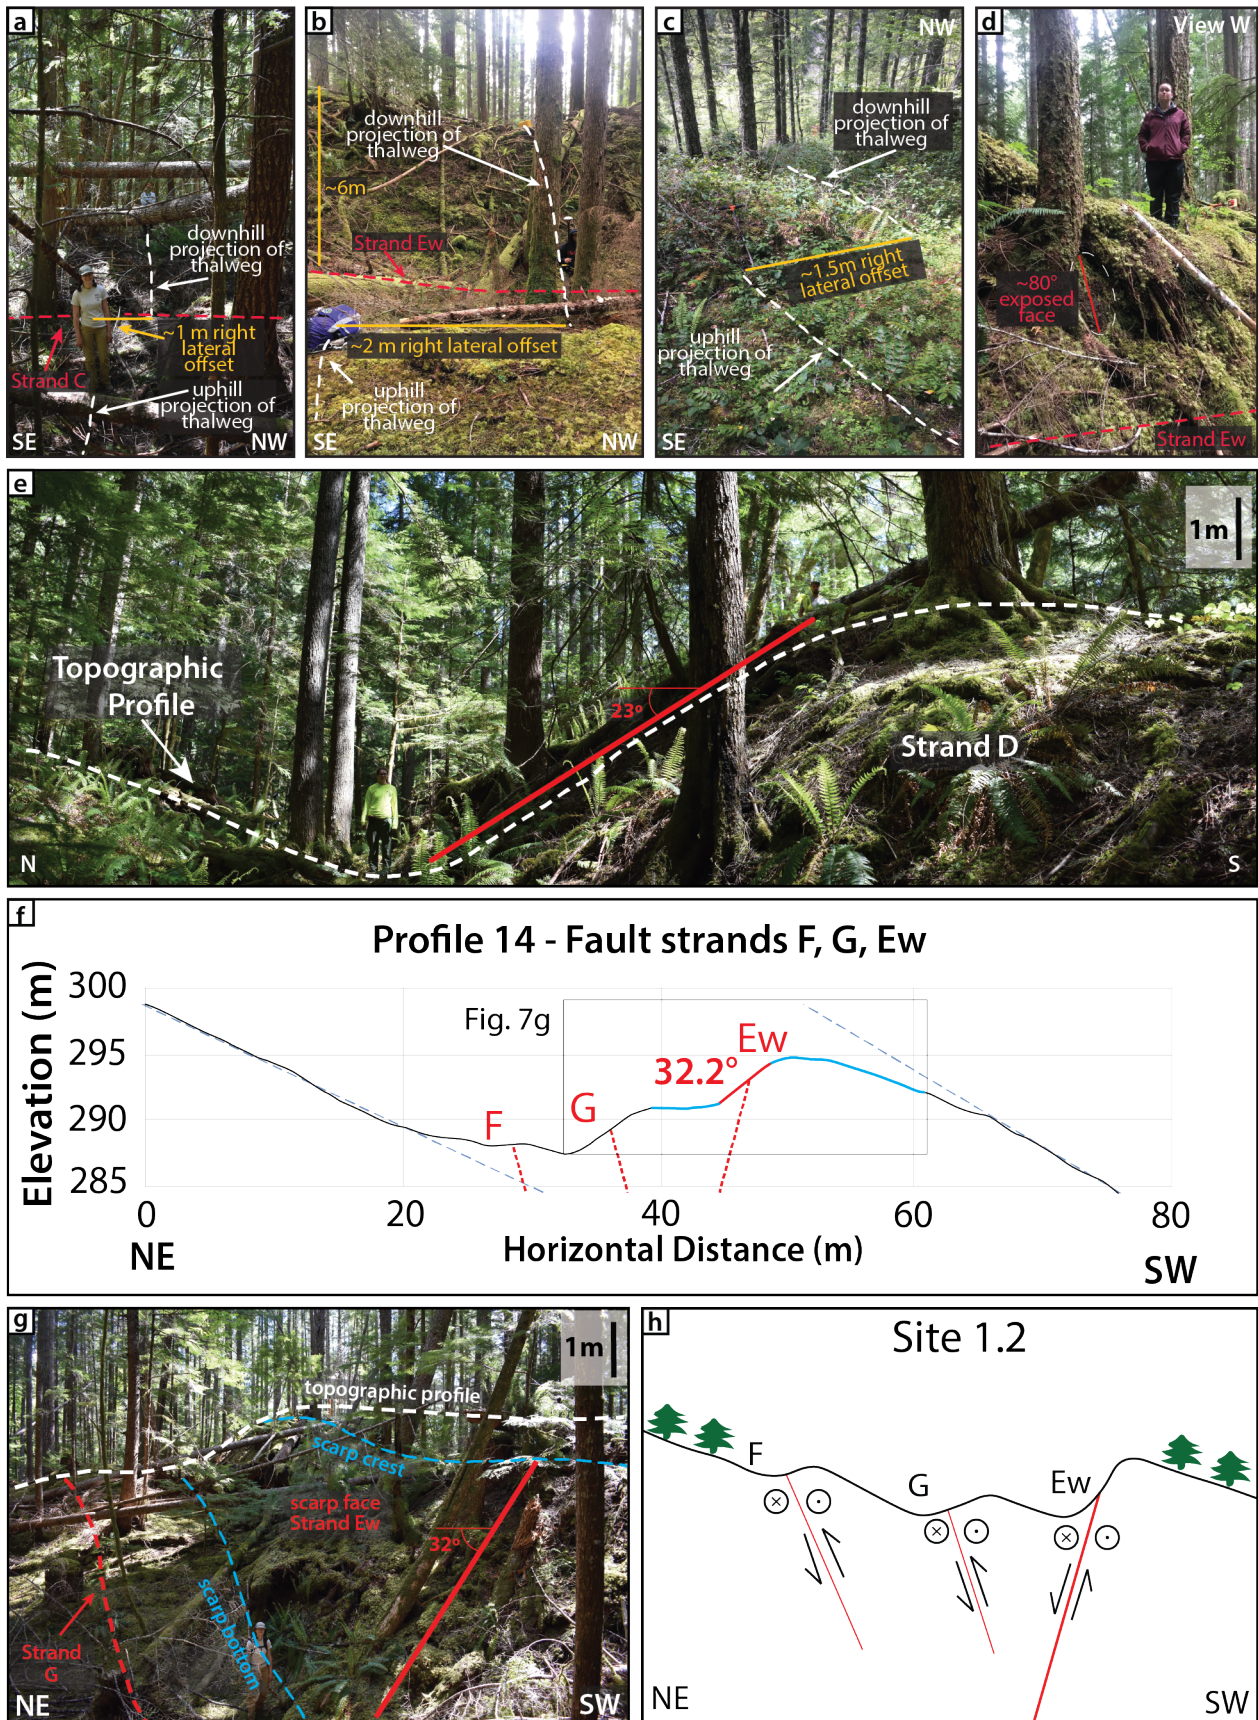 a
downhill
projection of
thalweg
~1 m right
lateral
offset
Strand C
uphill
projection of
thalweg
SE
NW
b
downhill
projection of
thalweg
~6m
Strand Ew
~2 m right lateral offset
uphill
projection of
thalweg
SE
NW
c
NW
downhill
projection of
thalweg
~1.5m right
lateral offset
uphill
projection of
thalweg
SE
d
View W
~80°
exposed
face
Strand Ew
e
1m
Topographic
Profile
23°
Strand D
N
S
f
Profile 14 - Fault strands F, G, Ew
Elevation (m)
300
295
290
285
Fig. 7g
Ew
32.2°
G
F
0
20
40
60
80
NE
Horizontal Distance (m)
SW
g
1m
topographic profile
scarp crest
scarp face
Strand Ew
32°
scarp bottom
Strand
G
NE
SW
h
Site 1.2
F
G
Ew
NE
SW